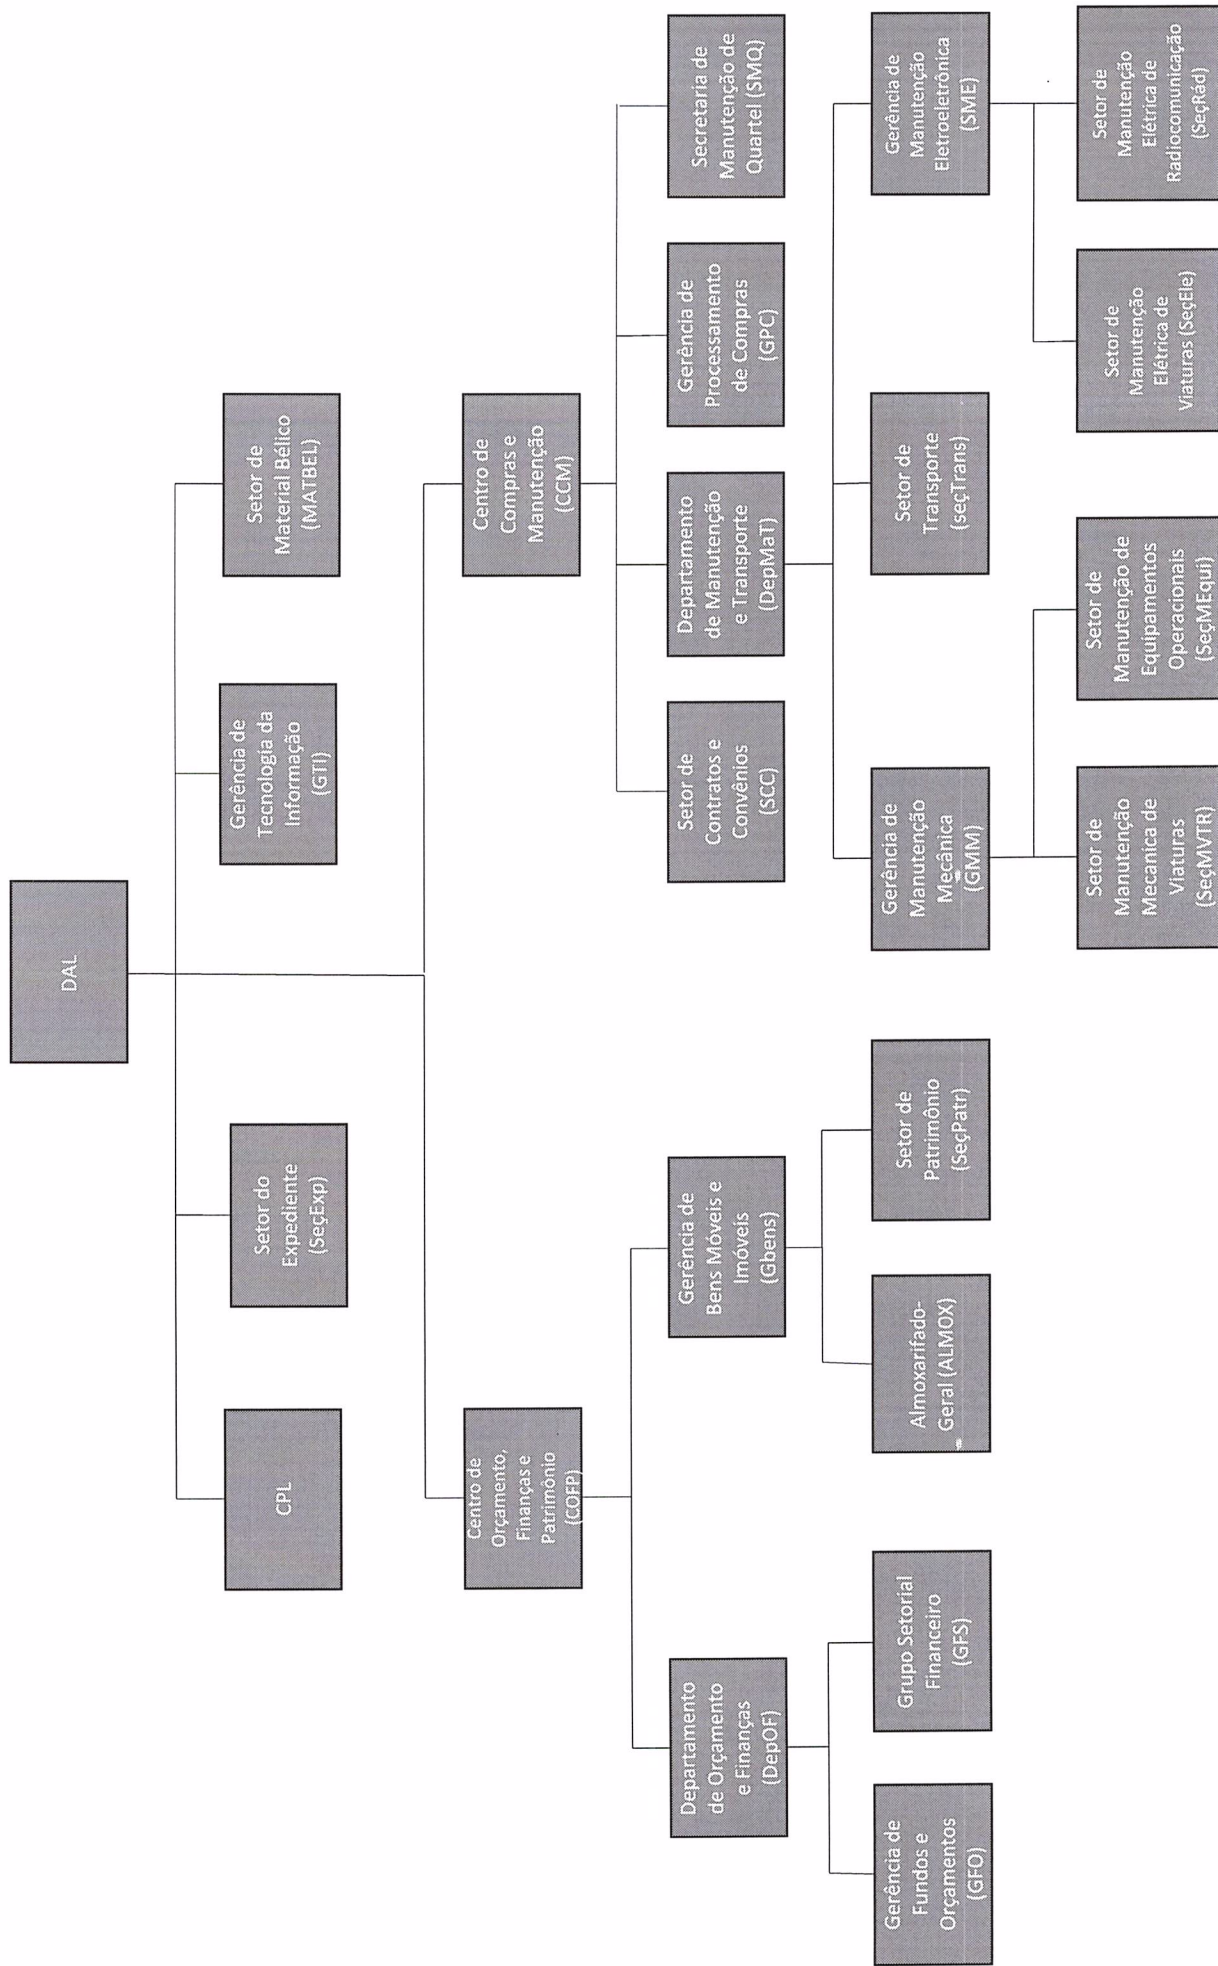 DAL
CPL
Setor do
Expediente
(SeçExp)
Gerência de
Tecnologia da
Informação
(GTI)
Setor de
Material Bélico
(MATBEL)
Centro de
Orçamento,
Finanças e
Patrimônio
(COFP)
Centro de
Compras e
Manutenção
(CCM)
Departamento
de Orçamento
e Finanças
(DepOF)
Gerência de
Bens Móveis e
Imóveis
(Gbens)
Setor de
Contratos e
Convênios
(SCC)
Departamento
de Manutenção
e Transporte
(DepMaT)
Gerência de
Processamento
de Compras
(GPC)
Secretaria de
Manutenção de
Quartel (SMQ)
Gerência de
Fundos e
Orçamentos
(GFO)
Grupo Setorial
Financeiro
(GFS)
Almoxarifado-
Geral (ALMOX)
Setor de
Patrimônio
(SeçPatr)
Gerência de
Manutenção
Mecânica
(GMM)
Setor de
Transporte
(seçTrans)
Gerência de
Manutenção
Eletroeletrônica
(SME)
Setor de
Manutenção
Mecanica de
Viaturas
(SeçMVTR)
Setor de
Manutenção de
Equipamentos
Operacionais
(SeçMEqui)
Setor de
Manutenção
Elétrica de
Viaturas (SeçEle)
Setor de
Manutenção
Elétrica de
Radiocomunicação
(SeçRád)